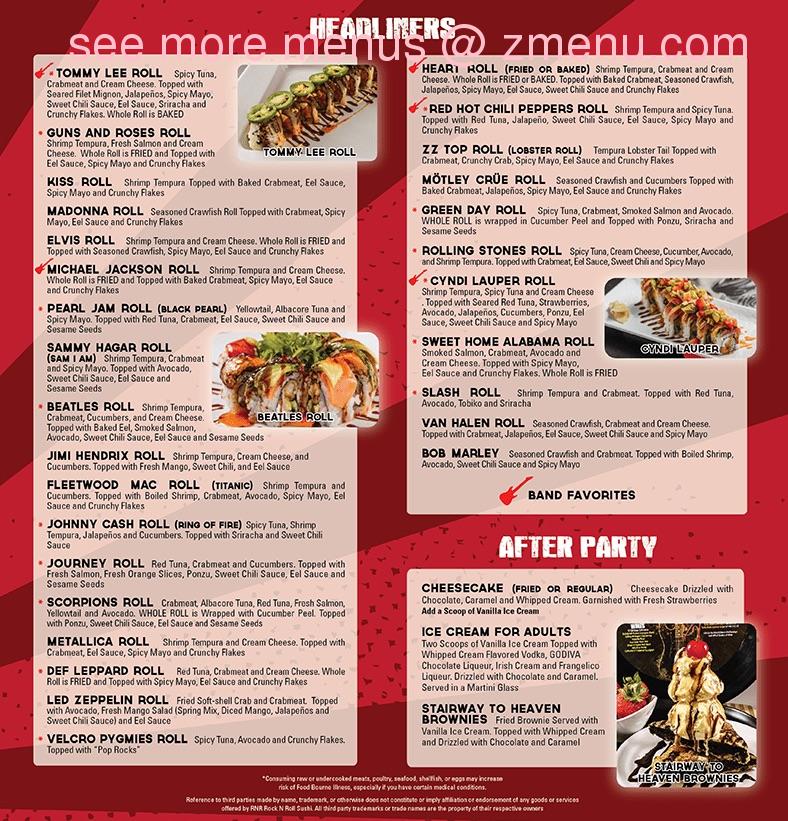 HEADLINERS
see more menus @ zmenu.com
* TOMMY LEE ROLL Spicy Tuna,
Crabmeat and Cream Cheese. Topped with
Seared Filet Mignon, Jalapeños, Spicy Mayo,
Sweet Chili Sauce, Eel Sauce, Sriracha and
Crunchy Flakes. Whole Roll is BAKED
TOMMY LEE ROLL
* GUNS AND ROSES ROLL
Shrimp Tempura, Fresh Salmon and Cream
Cheese. Whole Roll is FRIED and Topped with
Eel Sauce, Spicy Mayo and Crunchy Flakes
KISS ROLL Shrimp Tempura Topped with Baked Crabmeat, Eel Sauce,
Spicy Mayo and Crunchy Flakes
MADONNA ROLL Seasoned Crawfish Roll Topped with Crabmeat, Spicy
Mayo, Eel Sauce and Crunchy Flakes
ELVIS ROLL Shrimp Tempura and Cream Cheese. Whole Roll is FRIED and
Topped with Seasoned Crawfish, Spicy Mayo, Eel Sauce and Crunchy Flakes
MICHAEL JACKSON ROLL Shrimp Tempura and Cream Cheese.
Whole Roll is FRIED and Topped with Baked Crabmeat, Spicy Mayo, Eel Sauce
and Crunchy Flakes
* PEARL JAM ROLL (BLACK PEARL) Yellowtail, Albacore Tuna and
Spicy Mayo. Topped with Red Tuna, Crabmeat, Eel Sauce, Sweet Chili Sauce and
Sesame Seeds
SAMMY HAGAR ROLL
(SAM I AM) Shrimp Tempura, Crabmeat
and Spicy Mayo. Topped with Avocado,
Sweet Chili Sauce, Eel Sauce and
Sesame Seeds
* BEATLES ROLL Shrimp Tempura,
Crabmeat, Cucumbers, and Cream Cheese.
Topped with Baked Eel, Smoked Salmon,
Avocado, Sweet Chili Sauce, Eel Sauce and Sesame Seeds
BEATLES ROLL
JIMI HENDRIX ROLL Shrimp Tempura, Cream Cheese, and
Cucumbers. Topped with Fresh Mango, Sweet Chili, and Eel Sauce
FLEETWOOD MAC ROLL (TITANIC) Shrimp Tempura and
Cucumbers. Topped with Boiled Shrimp, Crabmeat, Avocado, Spicy Mayo, Eel
Sauce and Crunchy Flakes
* JOHNNY CASH ROLL (RING OF FIRE) Spicy Tuna, Shrimp
Tempura, Jalapeños and Cucumbers. Topped with Sriracha and Sweet Chili
Sauce
* JOURNEY ROLL Red Tuna, Crabmeat and Cucumbers. Topped with
Fresh Salmon, Fresh Orange Slices, Ponzu, Sweet Chili Sauce, Eel Sauce and
Sesame Seeds
* SCORPIONS ROLL Crabmeat, Albacore Tuna, Red Tuna, Fresh Salmon,
Yellowtail and Avocado. WHOLE ROLL is Wrapped with Cucumber Peel. Topped
with Ponzu, Sweet Chili Sauce, Eel Sauce and Sesame Seeds
METALLICA ROLL Shrimp Tempura and Cream Cheese. Topped with
Crabmeat, Eel Sauce, Spicy Mayo and Crunchy Flakes
* DEF LEPPARD ROLL Red Tuna, Crabmeat and Cream Cheese. Whole
Roll is FRIED and Topped with Spicy Mayo, Eel Sauce and Crunchy Flakes
LED ZEPPELIN ROLL Fried Soft-shell Crab and Crabmeat. Topped
with Avocado, Fresh Mango Salad (Spring Mix, Diced Mango, Jalapeños and
Sweet Chili Sauce) and Eel Sauce
* VELCRO PYGMIES ROLL Spicy Tuna, Avocado and Crunchy Flakes.
Topped with "Pop Rocks"
HEART ROLL (FRIED OR BAKED) Shrimp Tempura, Crabmeat and Cream
Cheese. Whole Roll is FRIED or BAKED. Topped with Baked Crabmeat, Seasoned Crawfish,
Jalapeños, Spicy Mayo, Eel Sauce, Sweet Chili Sauce and Crunchy Flakes
* RED HOT CHILI PEPPERS ROLL Shrimp Tempura and Spicy Tuna.
Topped with Red Tuna, Jalapeño, Sweet Chili Sauce, Eel Sauce, Spicy Mayo and
Crunchy Flakes
ZZ TOP ROLL (LOBSTER ROLL) Tempura Lobster Tail Topped with
Crabmeat, Crunchy Crab, Spicy Mayo, Eel Sauce and Crunchy Flakes
MÖTLEY CRÜE ROLL Seasoned Crawfish and Cucumbers Topped with
Baked Crabmeat, Jalapeños, Spicy Mayo, Eel Sauce and Crunchy Flakes
* GREEN DAY ROLL Spicy Tuna, Crabmeat, Smoked Salmon and Avocado.
WHOLE ROLL is wrapped in Cucumber Peel and Topped with Ponzu, Sriracha and
Sesame Seeds
* ROLLING STONES ROLL Spicy Tuna, Cream Cheese, Cucumber, Avocado,
and Shrimp Tempura. Topped with Crabmeat, Eel Sauce, Sweet Chili and Spicy Mayo
* CYNDI LAUPER ROLL
Shrimp Tempura, Spicy Tuna and Cream Cheese
. Topped with Seared Red Tuna, Strawberries,
Avocado, Jalapeños, Cucumbers, Ponzu, Eel
Sauce, Sweet Chili Sauce and Spicy Mayo
CYNDI LAUPER
* SWEET HOME ALABAMA ROLL
Smoked Salmon, Crabmeat, Avocado and
Cream Cheese. Topped with Spicy Mayo,
Eel Sauce and Crunchy Flakes. Whole Roll is FRIED
* SLASH ROLL Shrimp Tempura and Crabmeat. Topped with Red Tuna,
Avocado, Tobiko and Sriracha
VAN HALEN ROLL Seasoned Crawfish, Crabmeat and Cream Cheese.
Topped with Crabmeat, Jalapeños, Eel Sauce, Sweet Chili Sauce and Spicy Mayo
BOB MARLEY Seasoned Crawfish and Crabmeat. Topped with Boiled Shrimp,
Avocado, Sweet Chili Sauce and Spicy Mayo
BAND FAVORITES
AFTER PARTY
CHEESECAKE (FRIED OR REGULAR) Cheesecake Drizzled with
Chocolate, Caramel and Whipped Cream. Garnished with Fresh Strawberries
Add a Scoop of Vanilla Ice Cream
ICE CREAM FOR ADULTS
Two Scoops of Vanilla Ice Cream Topped with
Whipped Cream Flavored Vodka, GODIVA
Chocolate Liqueur, Irish Cream and Frangelico
Liqueur. Drizzled with Chocolate and Caramel.
Served in a Martini Glass
STAIRWAY TO HEAVEN
BROWNIES Fried Brownie Served with
Vanilla Ice Cream. Topped with Whipped Cream
and Drizzled with Chocolate and Caramel
STAIRWAY TO
HEAVEN BROWNIES
*Consuming raw or undercooked meats, poultry, seafood, shellfish, or eggs may increase
risk of Food Bourne Illness, especially if you have certain medical conditions.
Reference to third parties made by name, trademark, or otherwise does not constitute or imply affiliation or endorsement of any goods or services
offered by RNR Rock N Roll Sushi. All third party trademarks or trade names are the property of their respective owners